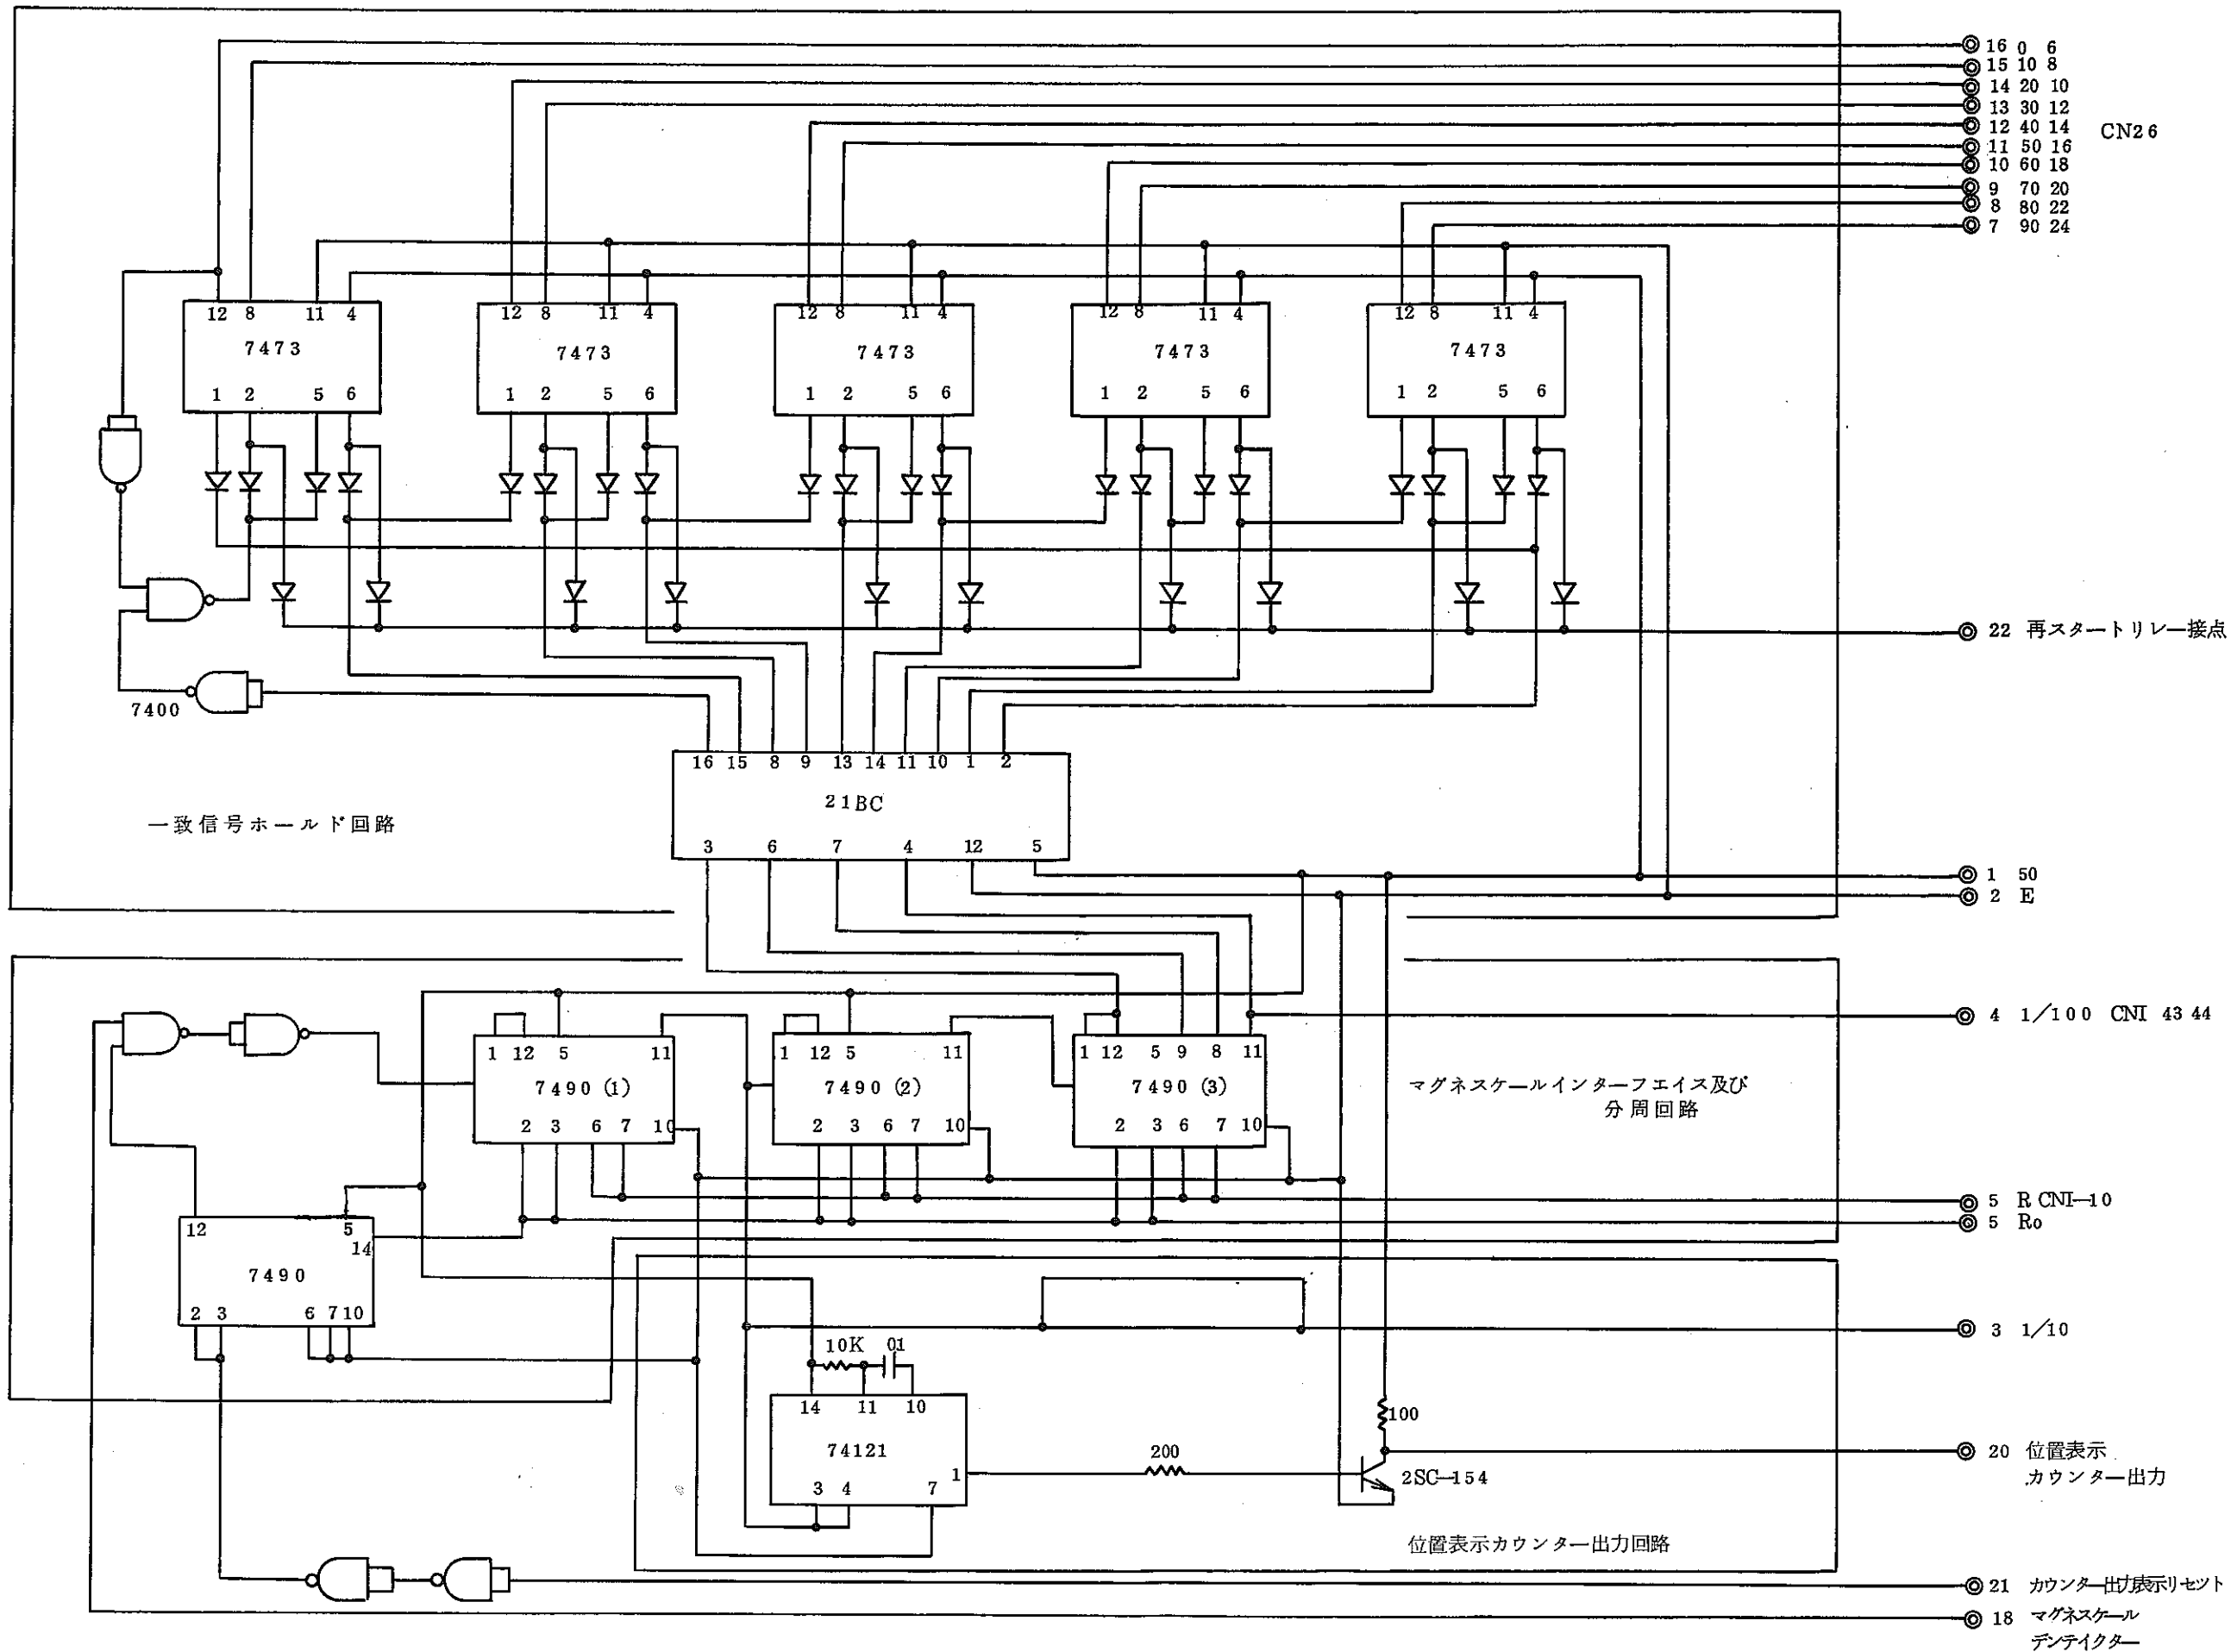 16 0 6
15 10 8
14 20 10
13 30 12
12 40 14
CN26
11 50 16
10 60 18
9 70 20
8 80 22
7 90 24
12 8 11 4
7473
1 2 5 6
12 8 11 4
7473
1 2 5 6
12 8 11 4
7473
1 2 5 6
12 8 11 4
7473
1 2 5 6
12 8 11 4
7473
1 2 5 6
22 再スタートリレー接点
7400
16 15 8 9 13 14 11 10 1 2
21BC
3 6 7 4 12 5
一致信号ホールド回路
1 50
2 E
4 1/100 CNI 43 44
1 12 5 11
7490 (1)
2 3 6 7 10
1 12 5 11
7490 (2)
2 3 6 7 10
1 12 5 9 8 11
7490 (3)
2 3 6 7 10
マグネスケールインターフエイス及び
分周回路
5 R CNI-10
5 Ro
12 5
14
7490
2 3 6 7 10
3 1/10
10K 01
14 11 10
74121
1
3 4 7
200
100
2SC-154
20 位置表示
カウンター出力
位置表示カウンター出力回路
21 カウンター出力表示リセット
18 マグネスケール
デンテイクター